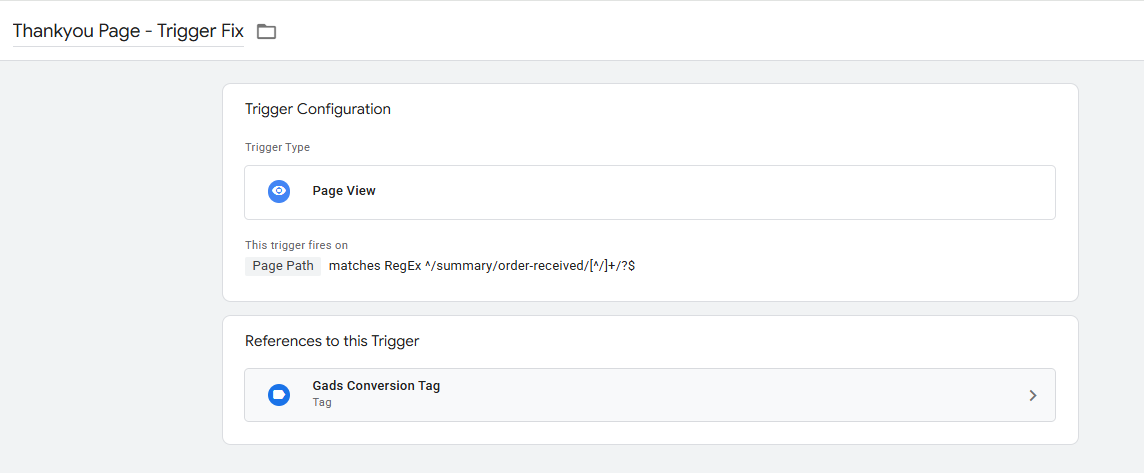 Thankyou Page - Trigger Fix
Trigger Configuration
Trigger Type
Page View
This trigger fires on
Page Path matches RegEx ^/summary/order-received/[^/]+/?$
References to this Trigger
Gads Conversion Tag
Tag